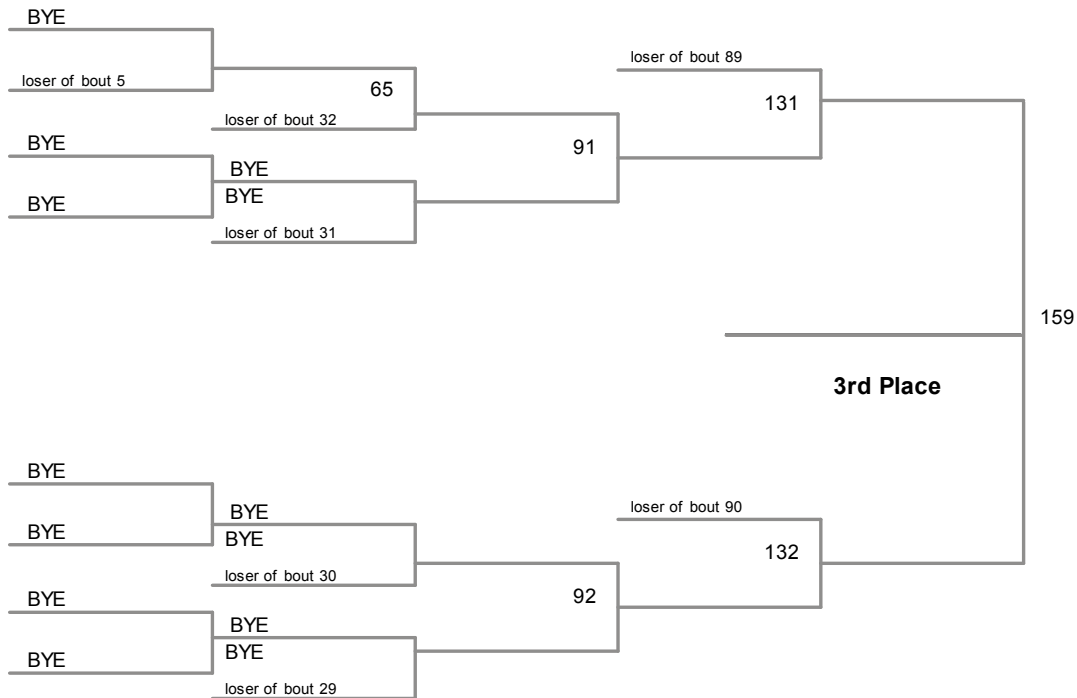 BYE
loser of bout 5
65
loser of bout 32
loser of bout 89
131
BYE
BYE
BYE
BYE
loser of bout 31
91
159
3rd Place
BYE
BYE
BYE
BYE
loser of bout 30
loser of bout 90
132
92
BYE
BYE
BYE
BYE
loser of bout 29